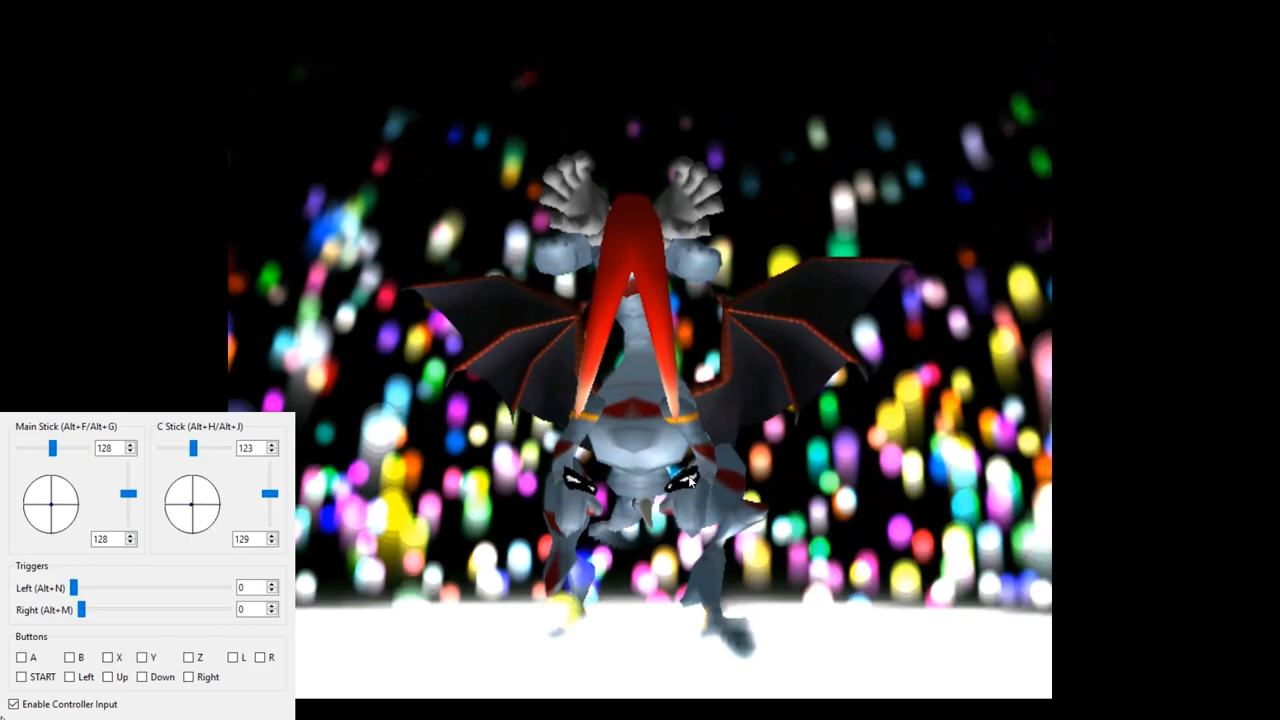 Main Stick (Alt+F/Alt+G)
C Stick (Alt+H/Alt+J)
128
123
128
129
Triggers
Left (Alt+N)
0
Right (Alt+M)
0
Buttons
A B X Y Z L R
START Left Up Down Right
Enable Controller Input